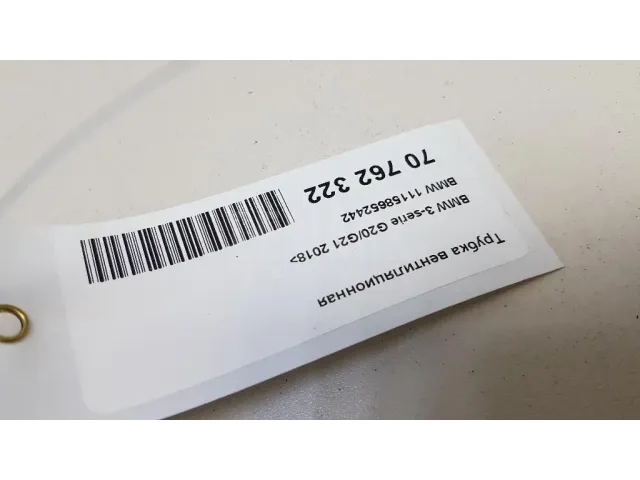 Трубка вентиляционная
BMW 3-serie G20/G21 2018>
BMW 11158652442
70 762 322